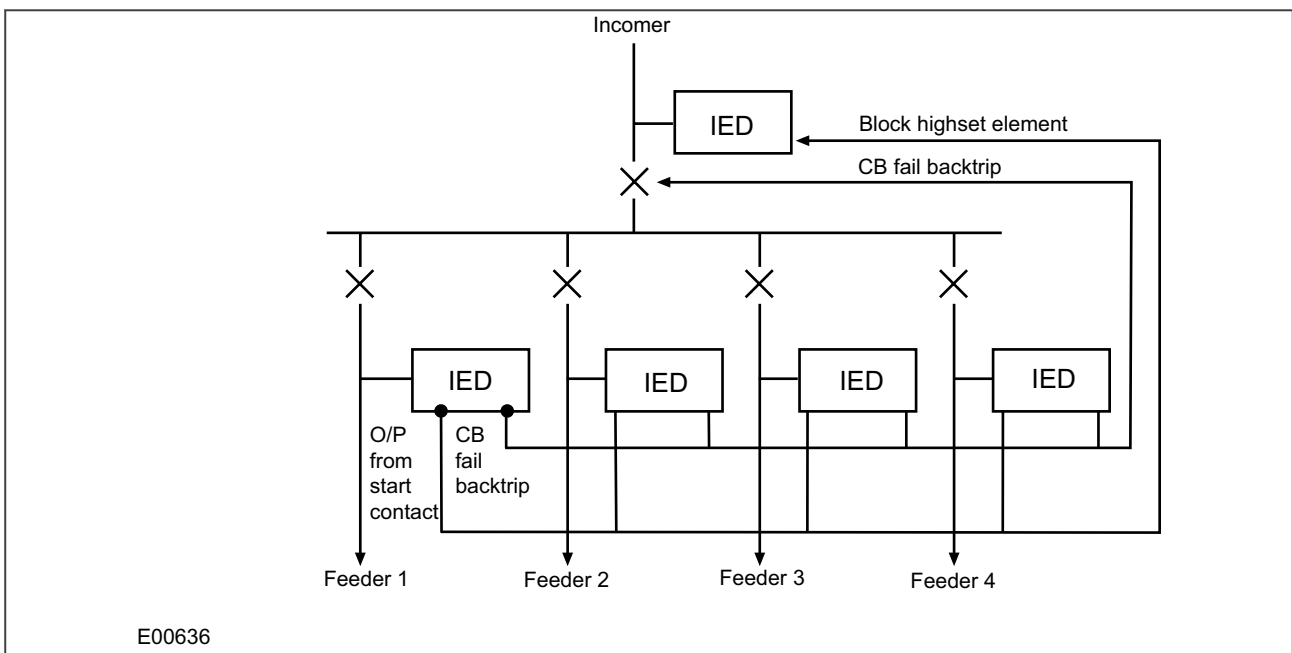 Incomer
IED
Block highset element
CB fail backtrip
IED
IED
IED
IED
O/P
from
start
contact
CB
fail
backtrip
Feeder 1
Feeder 2
Feeder 3
Feeder 4
E00636